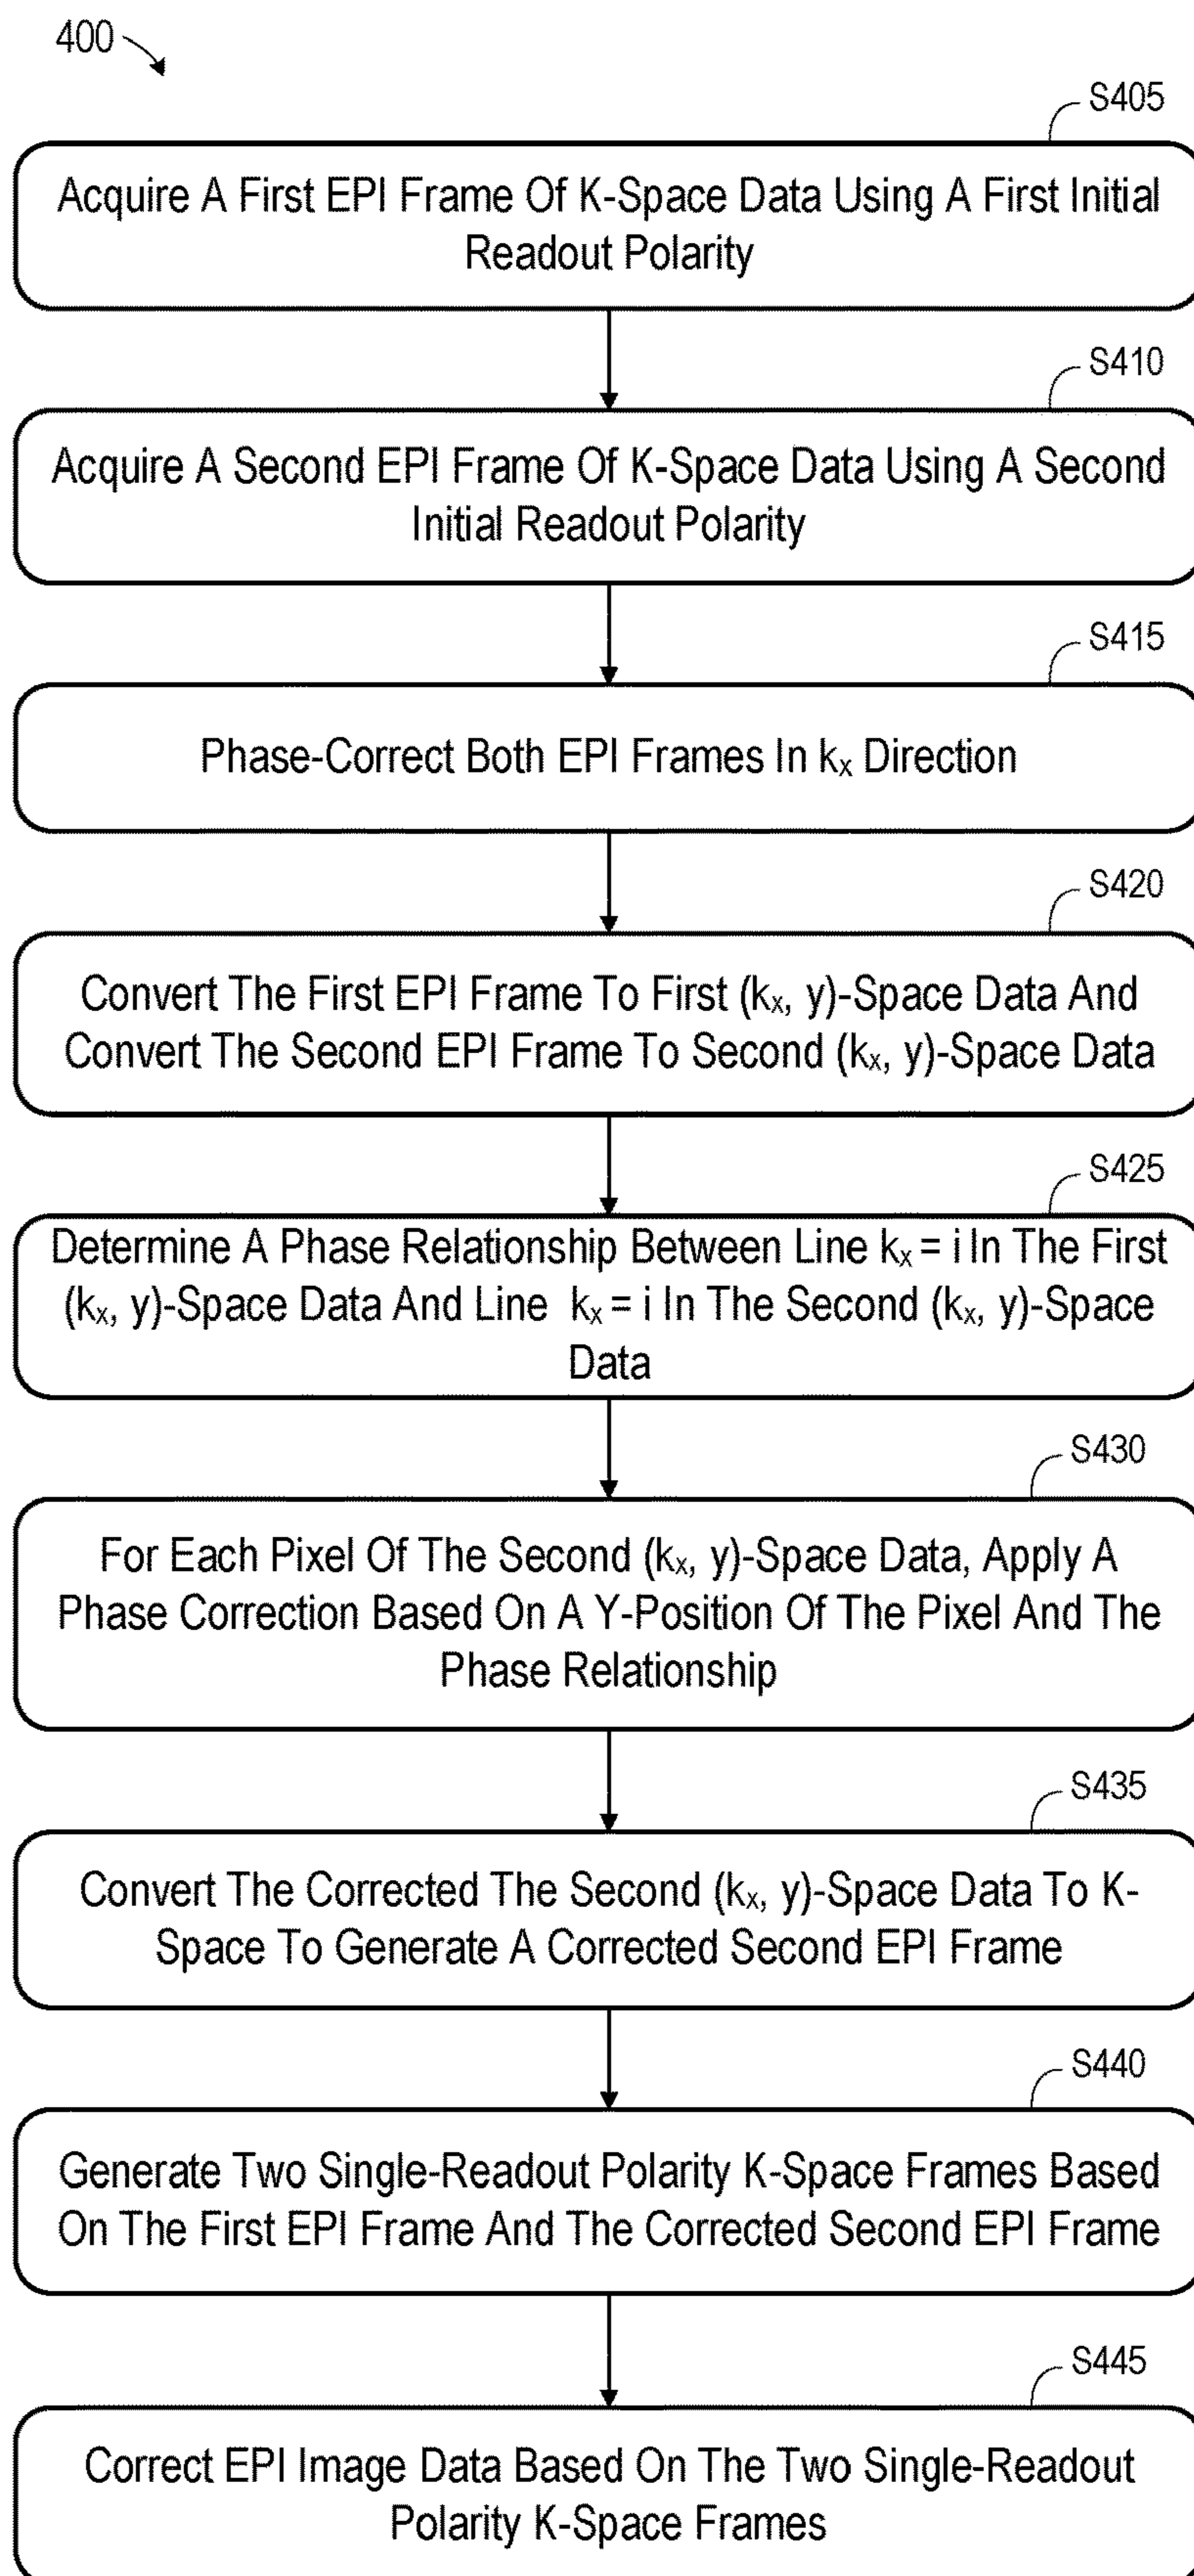 400
S405
Acquire A First EPI Frame Of K-Space Data Using A First Initial
Readout Polarity
S410
Acquire A Second EPI Frame Of K-Space Data Using A Second
Initial Readout Polarity
S415
Phase-Correct Both EPI Frames In kₓ Direction
S420
Convert The First EPI Frame To First (kₓ, y)-Space Data And
Convert The Second EPI Frame To Second (kₓ, y)-Space Data
S425
Determine A Phase Relationship Between Line kₓ = i In The First
(kₓ, y)-Space Data And Line kₓ = i In The Second (kₓ, y)-Space
Data
S430
For Each Pixel Of The Second (kₓ, y)-Space Data, Apply A
Phase Correction Based On A Y-Position Of The Pixel And The
Phase Relationship
S435
Convert The Corrected The Second (kₓ, y)-Space Data To K-
Space To Generate A Corrected Second EPI Frame
S440
Generate Two Single-Readout Polarity K-Space Frames Based
On The First EPI Frame And The Corrected Second EPI Frame
S445
Correct EPI Image Data Based On The Two Single-Readout
Polarity K-Space Frames